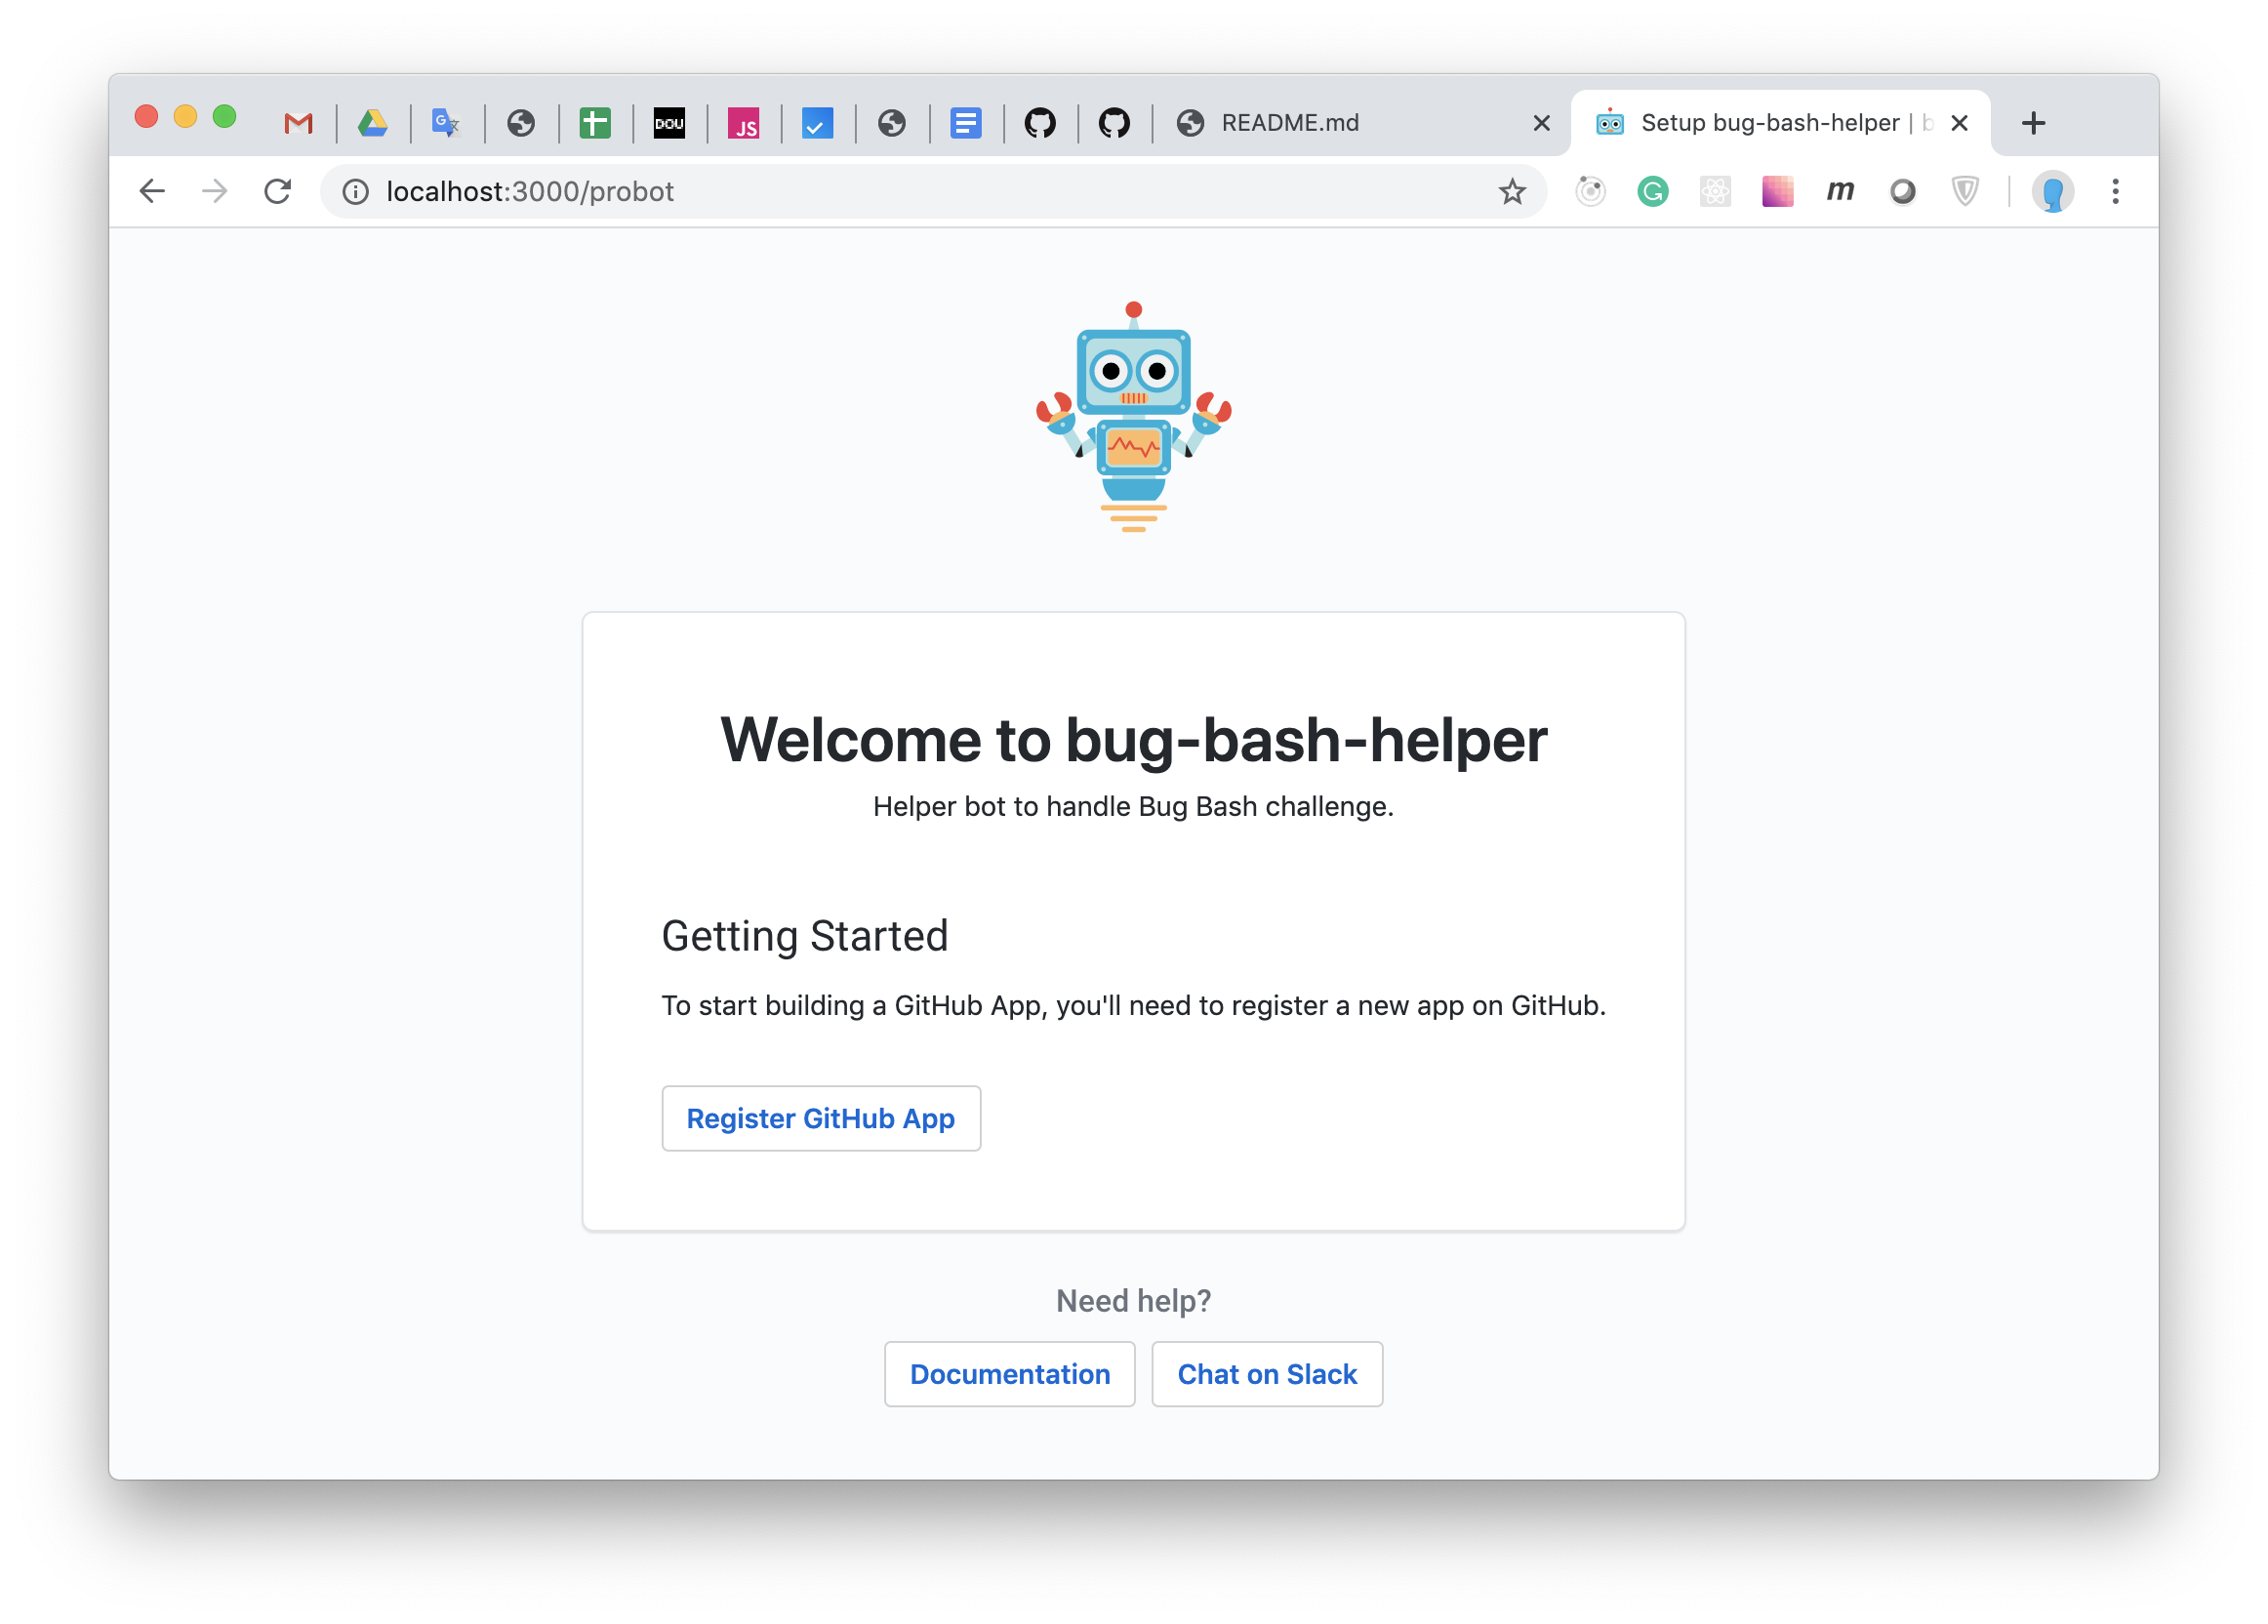 DOU
JS
README.md
Setup bug-bash-helper | b
localhost:3000/probot
G
m
Welcome to bug-bash-helper
Helper bot to handle Bug Bash challenge.
Getting Started
To start building a GitHub App, you'll need to register a new app on GitHub.
Register GitHub App
Need help?
Documentation
Chat on Slack